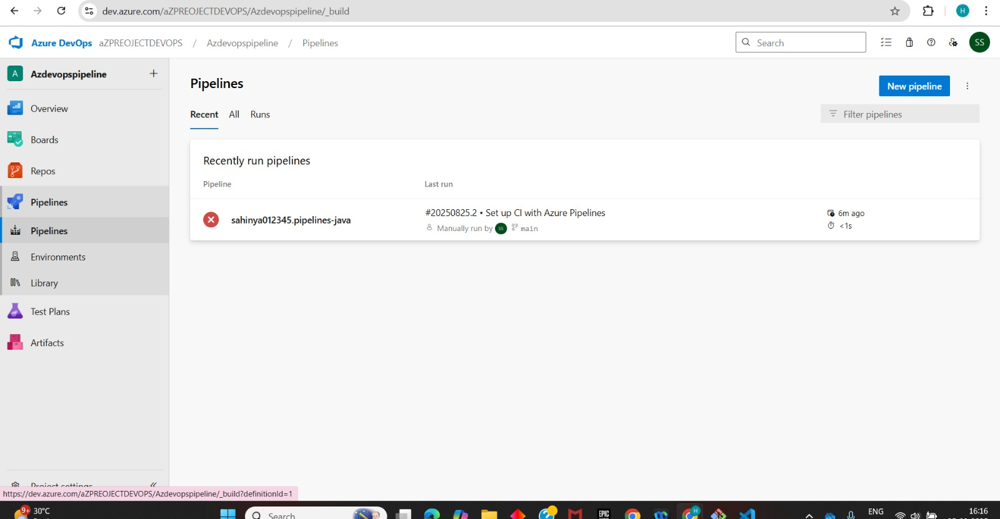 dev.azure.com/aZPREOJECTDEVOPS/Azdevopspipeline/_build
H
Azure DevOps aZPREOJECTDEVOPS / Azdevopspipeline / Pipelines
Search
SS
A Azdevopspipeline +
Overview
Boards
Repos
Pipelines
Pipelines
Environments
Library
Test Plans
Artifacts
Project settings
https://dev.azure.com/aZPREOJECTDEVOPS/Azdevopspipeline/_build?definitionId=1
Pipelines
New pipeline
Recent All Runs
Filter pipelines
Recently run pipelines
Pipeline Last run
sahinya012345.pipelines-java
#20250825.2 • Set up CI with Azure Pipelines
Manually run by SS main
6m ago
<1s
9+ 30°C
Search
EPIC
H
ENG
16:16